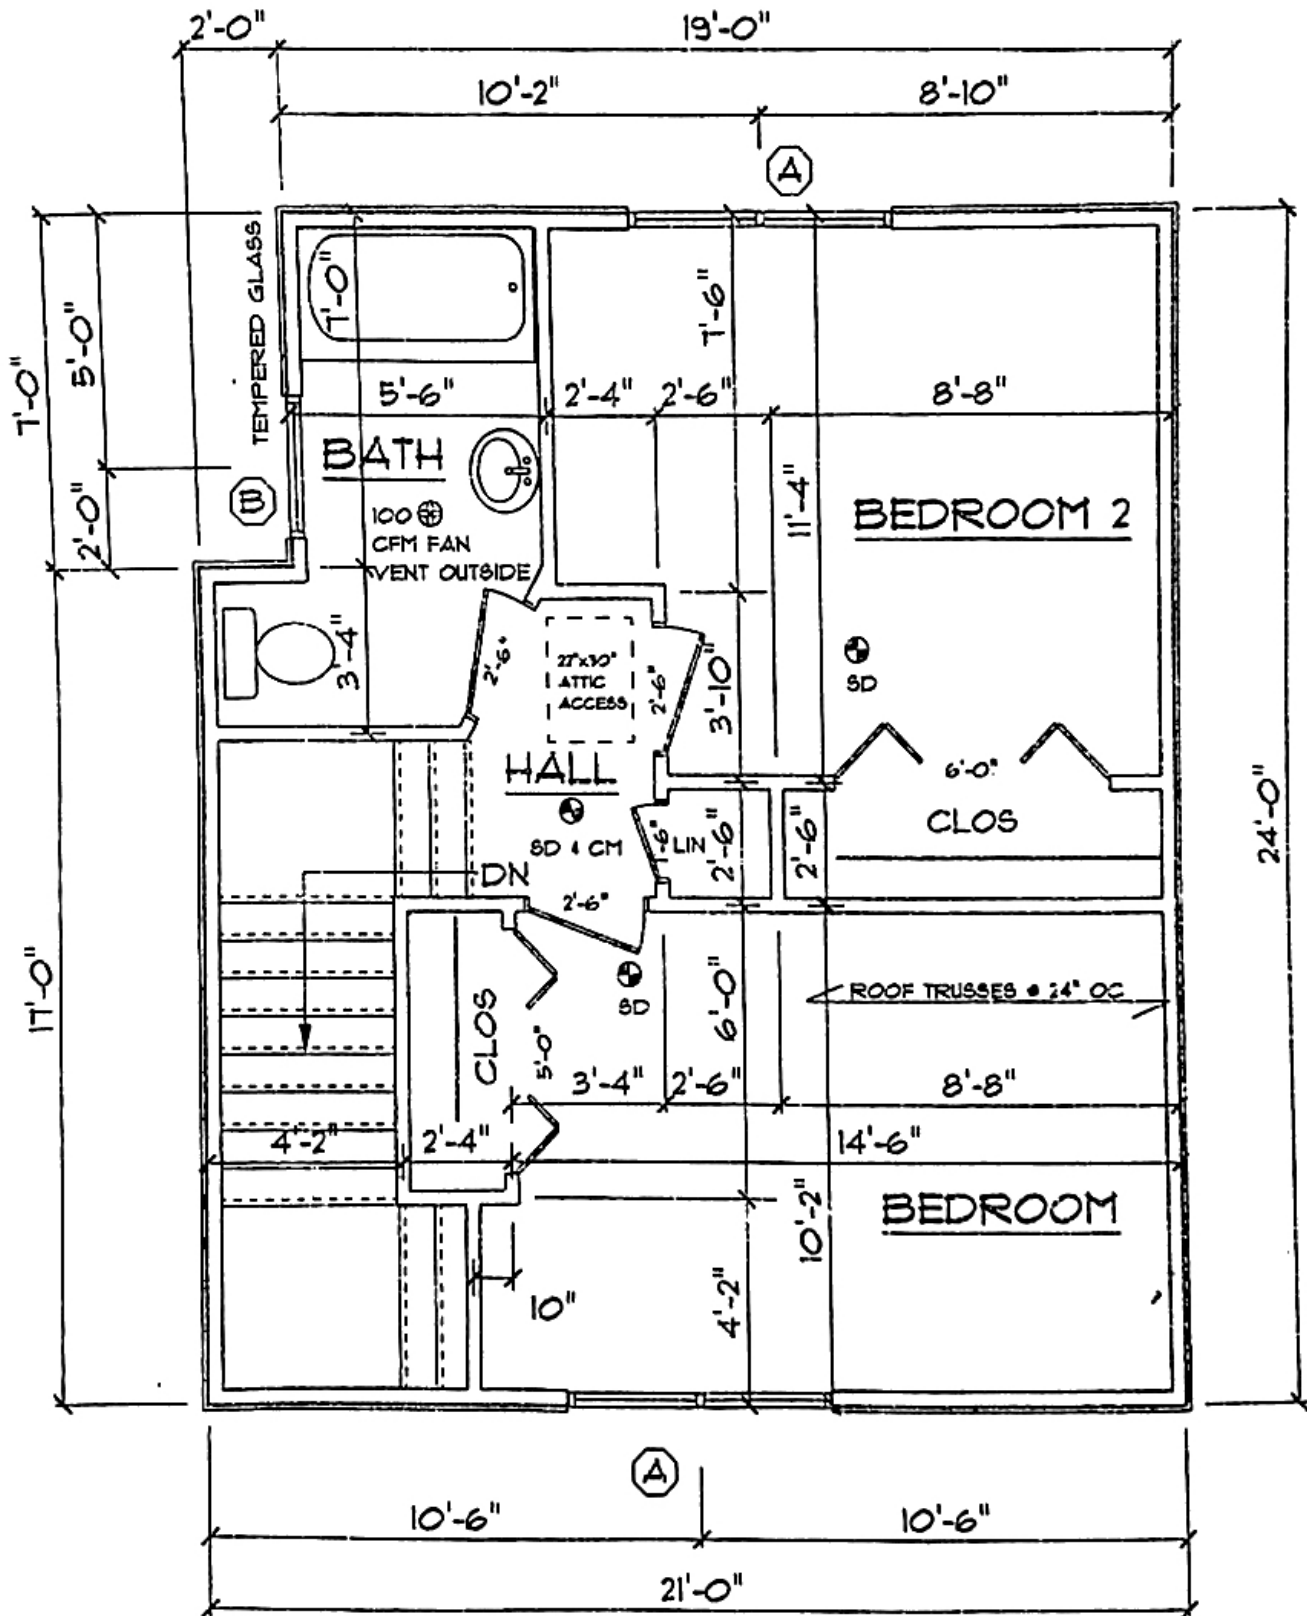 2'-0" 19'-0"
10'-2" 8'-10"
A
TEMPERED GLASS
7'-0"
7'-6"
5'-0"
7'-0"
5'-6" 2'-4" 2'-6" 8'-8"
BATH
B
2'-0"
100
CFM FAN
VENT OUTSIDE
11'-4"
BEDROOM 2
3'-4"
2'-6"
22"x30"
ATTIC
ACCESS
2'-6"
3'-10"
SD
HALL
6'-0"
CLOS
SD & CM
1'-6"
LIN
2'-6"
2'-6"
24'-0"
DN
2'-6"
17'-0"
SD
CLOS
5'-0"
6'-0"
ROOF TRUSSES @ 24" OC
3'-4" 2'-6" 8'-8"
4'-2" 2'-4" 14'-6"
10'-2"
BEDROOM
10"
4'-2"
A
10'-6" 10'-6"
21'-0"